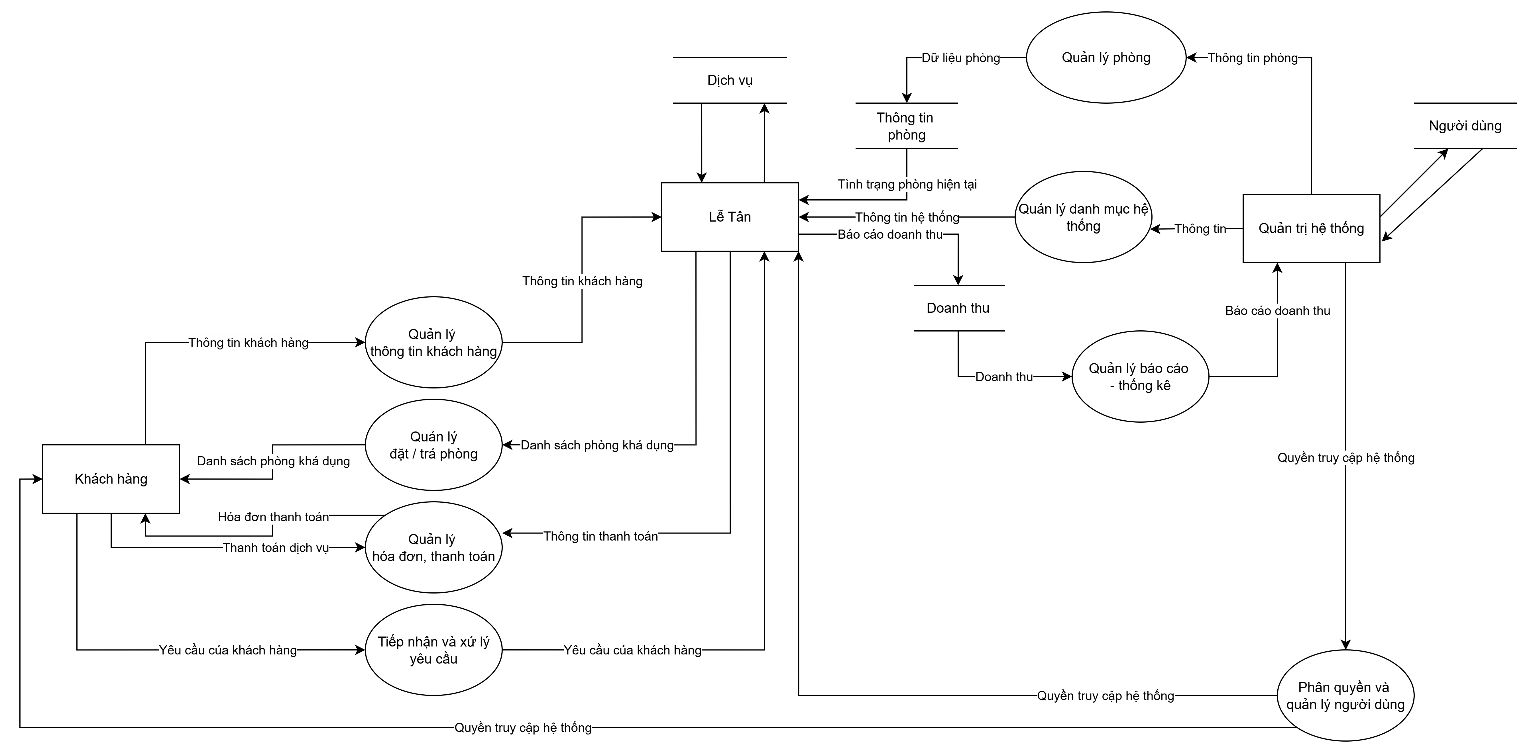 Dữ liệu phòng
Quản lý phòng
Thông tin phòng
Dịch vụ
Thông tin
phòng
Người dùng
Tình trạng phòng hiện tại
Lễ Tân
Thông tin hệ thống
Quản lý danh mục hệ
thống
Thông tin
Quản trị hệ thống
Báo cáo doanh thu
Thông tin khách hàng
Doanh thu
Báo cáo doanh thu
Quản lý
thông tin khách hàng
Thông tin khách hàng
Doanh thu
Quản lý báo cáo
- thống kê
Quản lý
đặt / trả phòng
Danh sách phòng khả dụng
Danh sách phòng khả dụng
Quyền truy cập hệ thống
Khách hàng
Hóa đơn thanh toán
Thanh toán dịch vụ
Quản lý
hóa đơn, thanh toán
Thông tin thanh toán
Yêu cầu của khách hàng
Tiếp nhận và xử lý
yêu cầu
Yêu cầu của khách hàng
Quyền truy cập hệ thống
Phân quyền và
quản lý người dùng
Quyền truy cập hệ thống